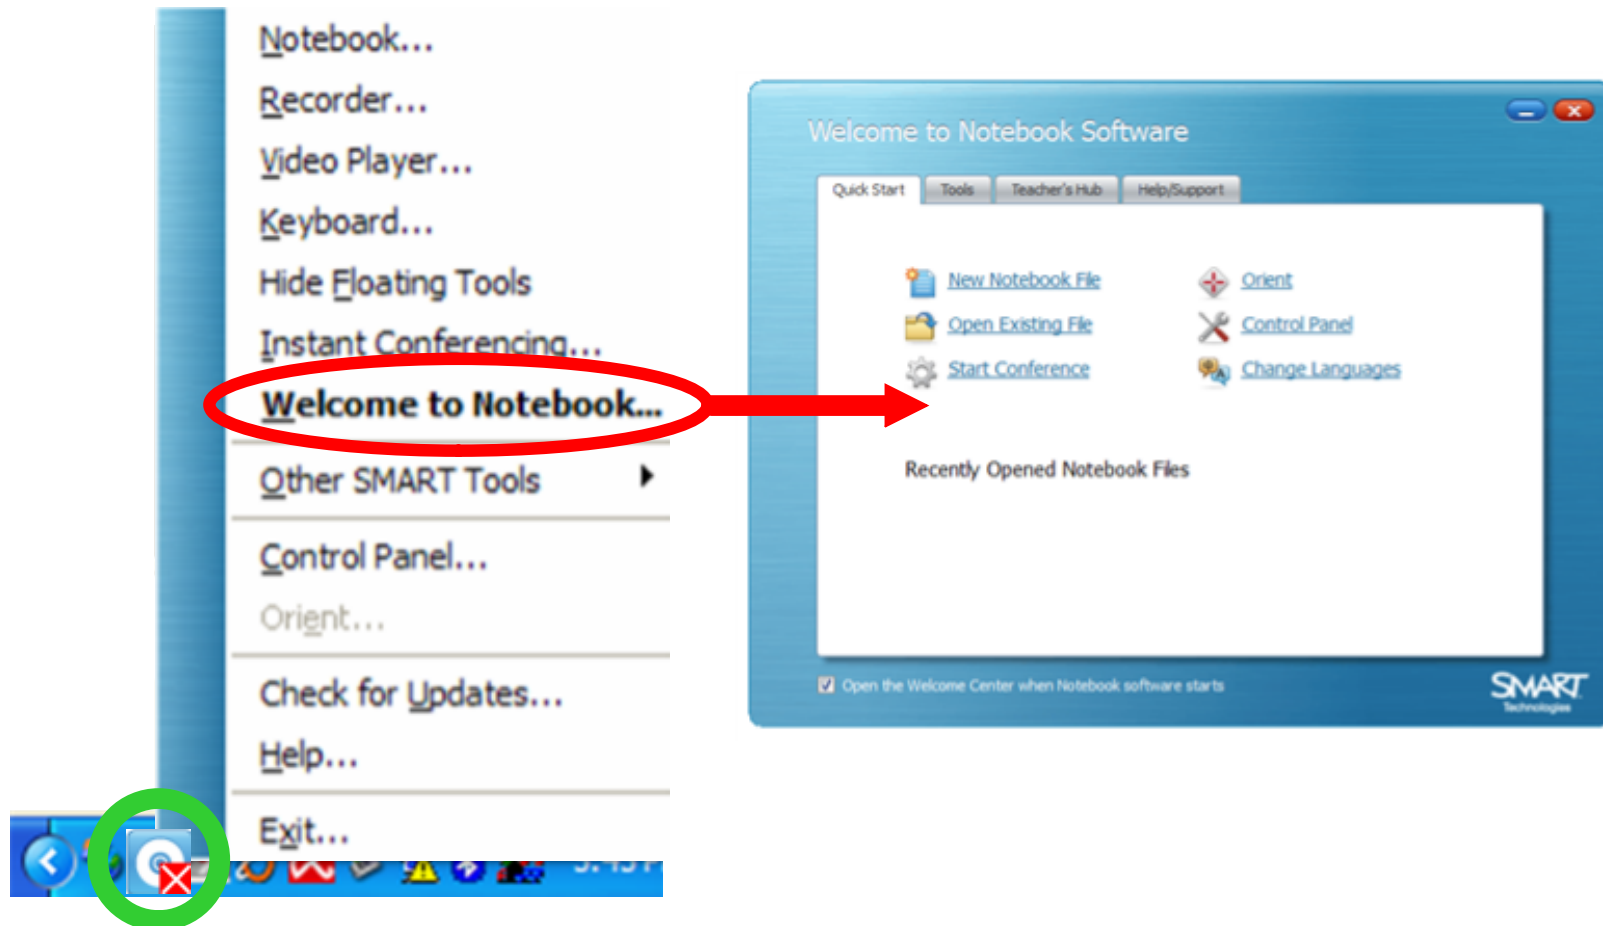 Notebook...
Recorder...
Video Player...
Keyboard...
Hide Floating Tools
Instant Conferencing...
Welcome to Notebook...
Other SMART Tools
Control Panel...
Orient...
Check for Updates...
Help...
Exit...
Welcome to Notebook Software
Quick Start Tools Teacher's Hub Help/Support
New Notebook File Orient
Open Existing File Control Panel
Start Conference Change Languages
Recently Opened Notebook Files
Open the Welcome Center when Notebook software starts
SMART
Technologies